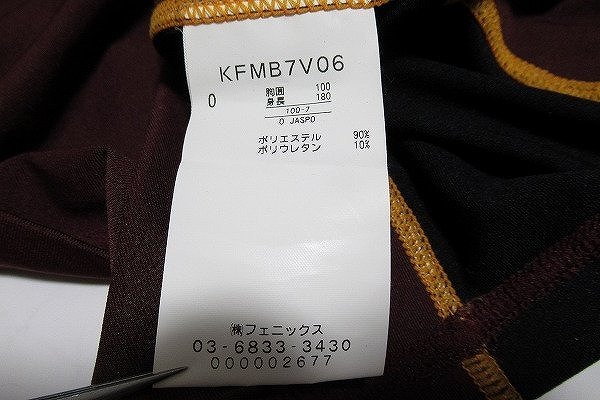 KFMB7V06
O 胸囲 100
身長 180
100-7
O JASPO
ポリエステル 90%
ポリウレタン 10%
㈱フェニックス
03-6833-3430
000002677